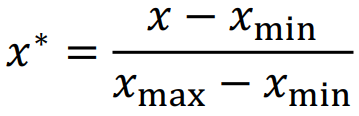 x* = (x − x_min) / (x_max − x_min)